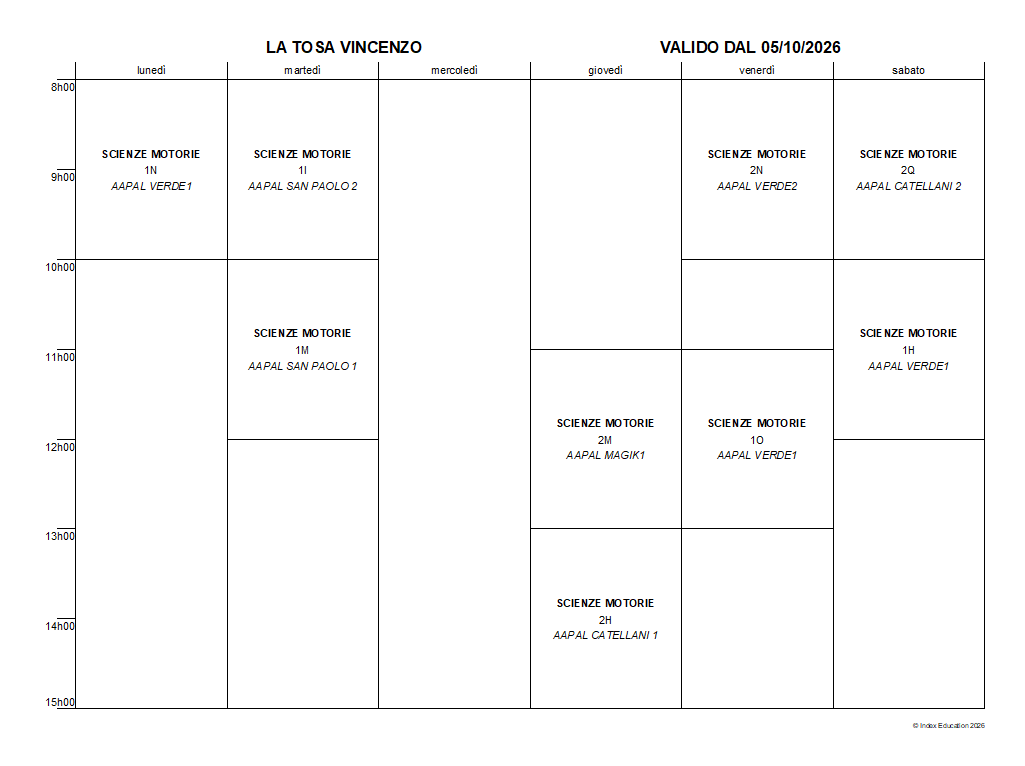 LA TOSA VINCENZO
VALIDO DAL 05/10/2026
lunedì
martedì
mercoledì
giovedì
venerdì
sabato
8h00
9h00
10h00
11h00
12h00
13h00
14h00
15h00
SCIENZE MOTORIE
1N
AAPAL VERDE1
SCIENZE MOTORIE
1I
AAPAL SAN PAOLO 2
SCIENZE MOTORIE
1M
AAPAL SAN PAOLO 1
SCIENZE MOTORIE
2M
AAPAL MAGIK1
SCIENZE MOTORIE
2H
AAPAL CATELLANI 1
SCIENZE MOTORIE
2N
AAPAL VERDE2
SCIENZE MOTORIE
1O
AAPAL VERDE1
SCIENZE MOTORIE
2Q
AAPAL CATELLANI 2
SCIENZE MOTORIE
1H
AAPAL VERDE1
© Index Education 2026